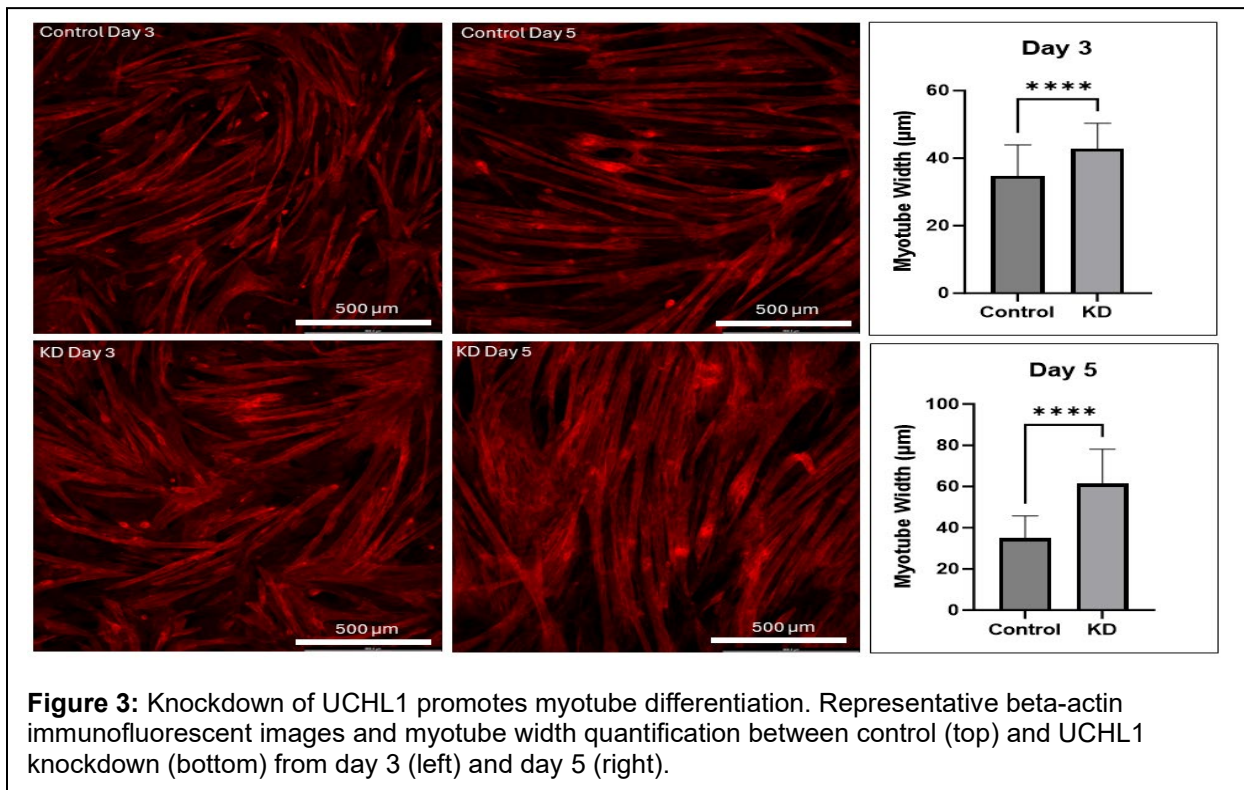 Control Day 3
Control Day 5
500 µm
500 µm
KD Day 3
KD Day 5
500 µm
500 µm
Day 3
****
60
40
20
0
Myotube Width (µm)
Control KD
Day 5
****
100
80
60
40
20
0
Myotube Width (µm)
Control KD
Figure 3: Knockdown of UCHL1 promotes myotube differentiation. Representative beta-actin
immunofluorescent images and myotube width quantification between control (top) and UCHL1
knockdown (bottom) from day 3 (left) and day 5 (right).